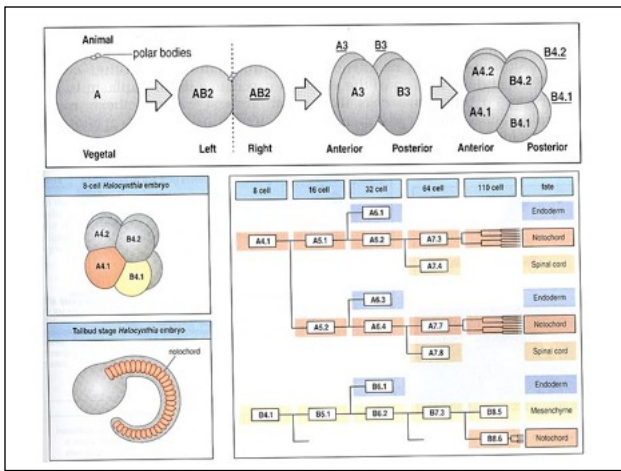 Animal
polar bodies
A
Vegetal
AB2
AB2
Left
Right
A3
B3
A3
B3
Anterior
Posterior
A4.2
B4.2
A4.1
B4.1
B4.2
B4.1
Anterior
Posterior
8-cell Halocynthia embryo
A4.2
B4.2
A4.1
B4.1
Tailbud stage Halocynthia embryo
notochord
8 cell
16 cell
32 cell
64 cell
110 cell
fate
A6.1
Endoderm
A4.1
A5.1
A6.2
A7.3
Notochord
A7.4
Spinal cord
A6.3
Endoderm
A5.2
A6.4
A7.7
Notochord
A7.8
Spinal cord
B6.1
Endoderm
B4.1
B5.1
B6.2
B7.3
B8.5
Mesenchyme
B8.6
Notochord